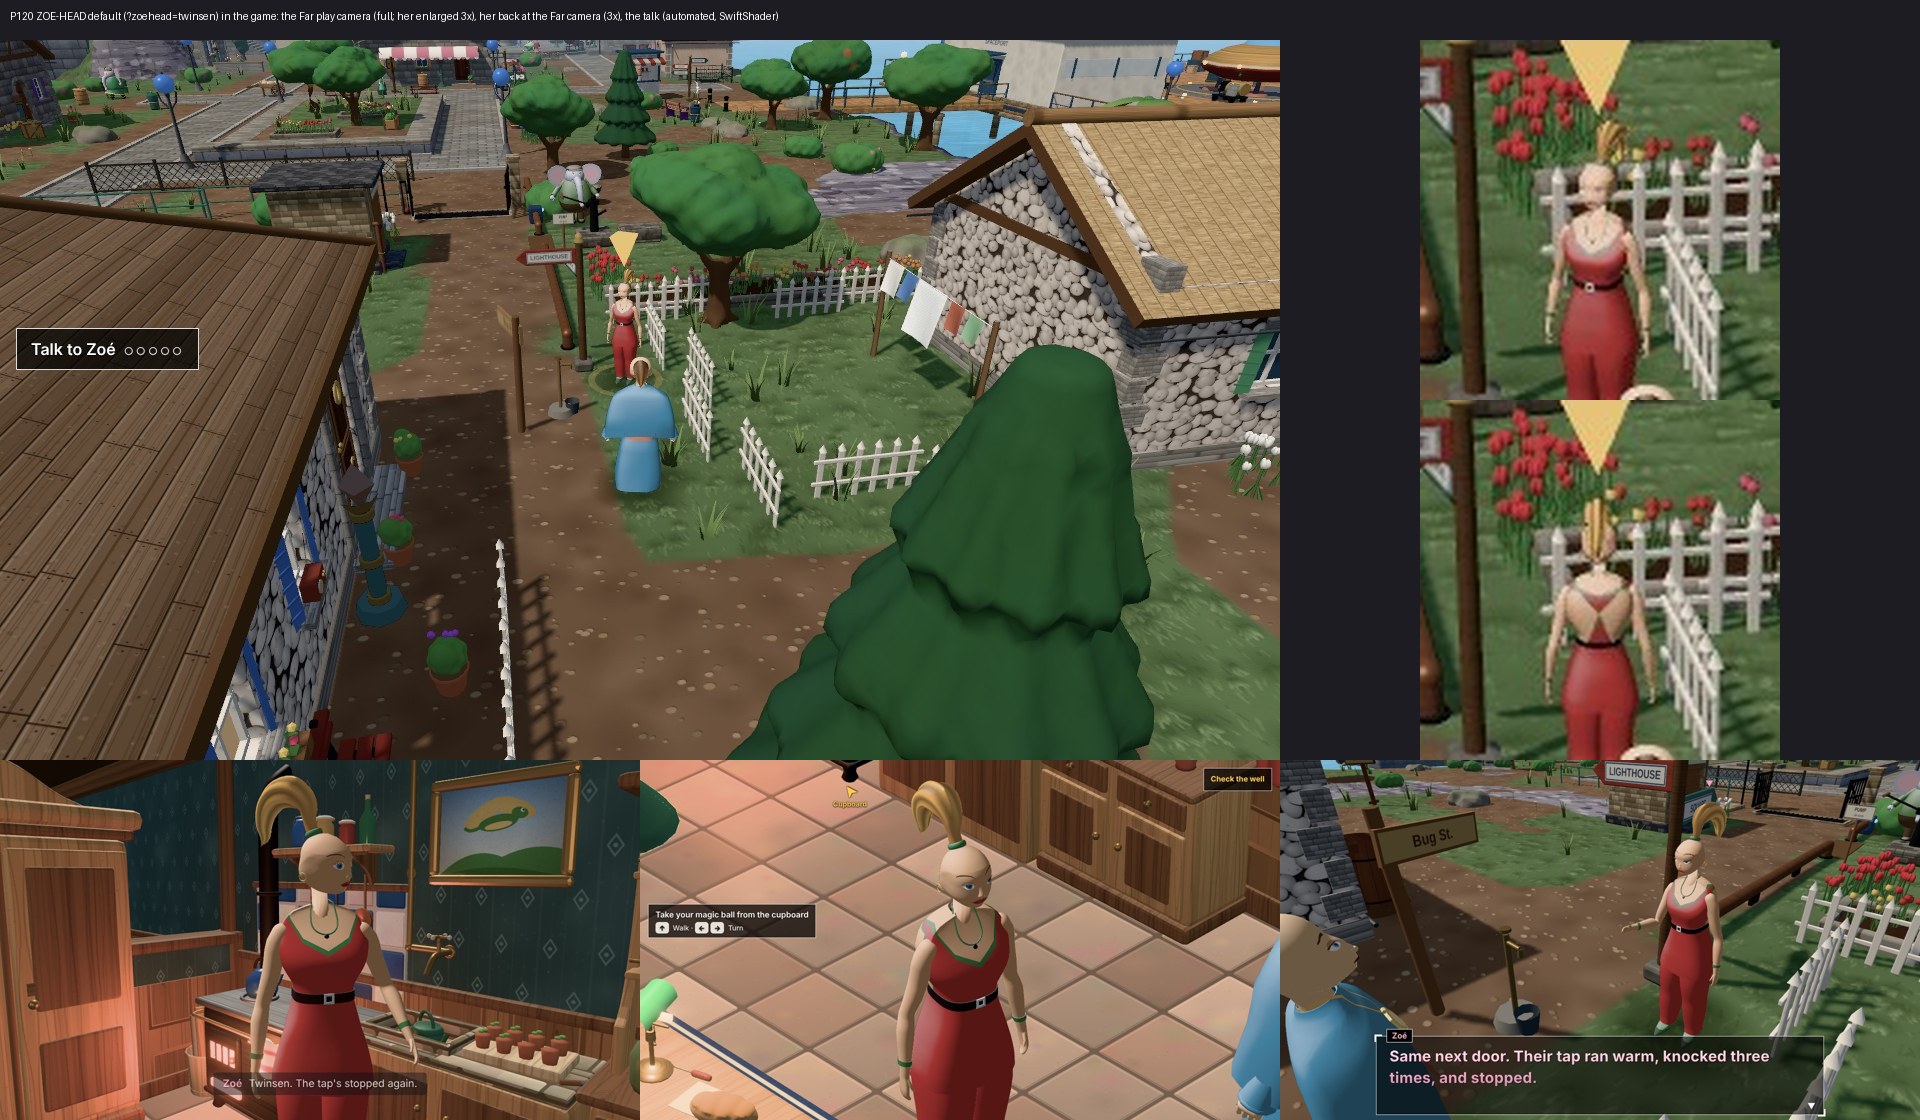 P120 ZOE-HEAD default (?zoehead=twinsen) in the game: the Far play camera (full; her enlarged 3x), her back at the Far camera (3x), the talk (automated, SwiftShader)
LIGHTHOUSE
Talk to Zoé ○○○○○
Zoé Twinsen. The tap's stopped again.
Check the well
Cupboard
Take your magic ball from the cupboard
Walk · Turn
LIGHTHOUSE
Bug St.
Zoé
Same next door. Their tap ran warm, knocked three
times, and stopped.